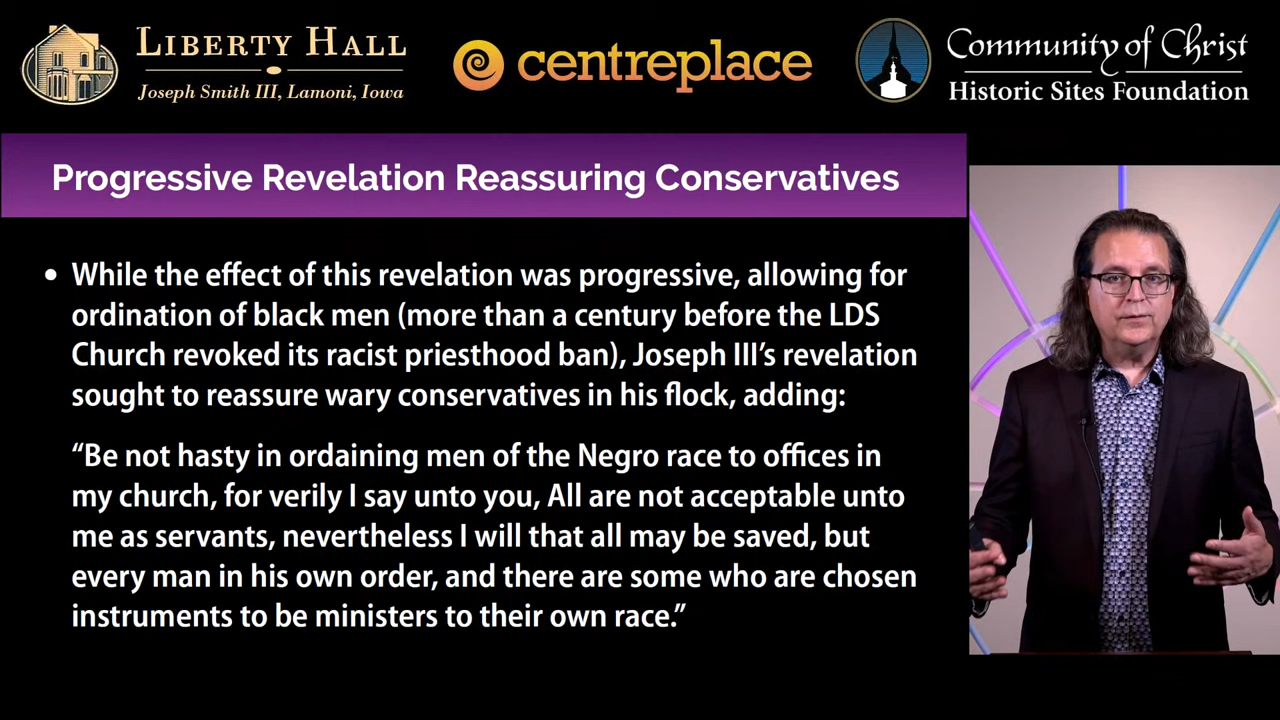 LIBERTY HALL
Joseph Smith III, Lamoni, Iowa
centreplace
Community of Christ
Historic Sites Foundation
Progressive Revelation Reassuring Conservatives
• While the effect of this revelation was progressive, allowing for
ordination of black men (more than a century before the LDS
Church revoked its racist priesthood ban), Joseph III’s revelation
sought to reassure wary conservatives in his flock, adding:
“Be not hasty in ordaining men of the Negro race to offices in
my church, for verily I say unto you, All are not acceptable unto
me as servants, nevertheless I will that all may be saved, but
every man in his own order, and there are some who are chosen
instruments to be ministers to their own race.”